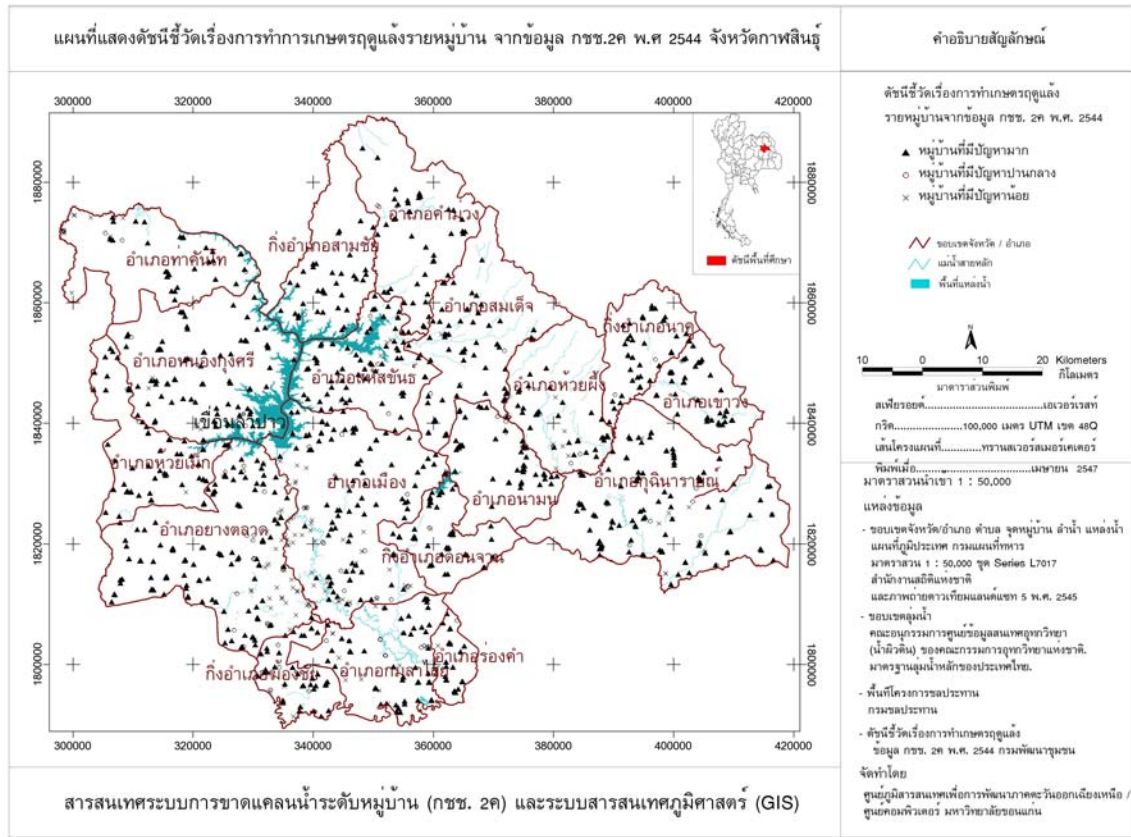 แผนที่แสดงดัชนีชี้วัดเรื่องการทำการเกษตรฤดูแล้งรายหมู่บ้าน จากข้อมูล กชช.2ค พ.ศ 2544 จังหวัดกาฬสินธุ์
300000 320000 340000 360000 380000 400000 420000
1880000 1880000
1860000 1860000
1840000 1840000
1820000 1820000
1800000 1800000
อำเภอคำม่วง
กิ่งอำเภอสามชัย
อำเภอท่าคันโท
อำเภอสมเด็จ
กิ่งอำเภอนาคู
อำเภอหนองกุงศรี
อำเภอสหัสขันธ์
อำเภอห้วยผึ้ง
อำเภอเขาวง
เขื่อนลำปาว
อำเภอห้วยเม็ก
อำเภอเมือง
อำเภอนามน
อำเภอกุฉินารายณ์
อำเภอยางตลาด
กิ่งอำเภอดอนจาน
อำเภอร่องคำ
กิ่งอำเภอฆ้องชัย
อำเภอกมลาไสย
ดัชนีพื้นที่ศึกษา
300000 320000 340000 360000 380000 400000 420000
สารสนเทศระบบการขาดแคลนน้ำระดับหมู่บ้าน (กชช. 2ค) และระบบสารสนเทศภูมิศาสตร์ (GIS)
คำอธิบายสัญลักษณ์
ดัชนีชี้วัดเรื่องการทำเกษตรฤดูแล้ง
รายหมู่บ้านจากข้อมูล กชช. 2ค พ.ศ. 2544
หมู่บ้านที่มีปัญหามาก
หมู่บ้านที่มีปัญหาปานกลาง
หมู่บ้านที่มีปัญหาน้อย
ขอบเขตจังหวัด / อำเภอ
แม่น้ำสายหลัก
พื้นที่แหล่งน้ำ
N
10 0 10 20 Kilometers
กิโลเมตร
มาตราส่วนพิมพ์
สเฟียรอยด์..............................เอเวอร์เรสท์
กริด......................100,000 เมตร UTM เขต 48Q
เส้นโครงแผนที่.............ทรานสเวอร์สเมอร์เคเตอร์
พิมพ์เมื่อ..............................เมษายน 2547
มาตราส่วนนำเข้า 1 : 50,000
แหล่งข้อมูล
- ขอบเขตจังหวัด/อำเภอ ตำบล จุดหมู่บ้าน ลำน้ำ แหล่งน้ำ
แผนที่ภูมิประเทศ กรมแผนที่ทหาร
มาตราส่วน 1 : 50,000 ชุด Series L7017
สำนักงานสถิติแห่งชาติ
และภาพถ่ายดาวเทียมแลนด์แซท 5 พ.ศ. 2545
- ขอบเขตลุ่มน้ำ
คณะอนุกรรมการศูนย์ข้อมูลสนเทศอุทกวิทยา
(น้ำผิวดิน) ของคณะกรรมการอุทกวิทยาแห่งชาติ.
มาตรฐานลุ่มน้ำหลักของประเทศไทย.
- พื้นที่โครงการชลประทาน
กรมชลประทาน
- ดัชนีชี้วัดเรื่องการทำเกษตรฤดูแล้ง
ข้อมูล กชช. 2ค พ.ศ. 2544 กรมพัฒนาชุมชน
จัดทำโดย
ศูนย์ภูมิสารสนเทศเพื่อการพัฒนาภาคตะวันออกเฉียงเหนือ /
ศูนย์คอมพิวเตอร์ มหาวิทยาลัยขอนแก่น